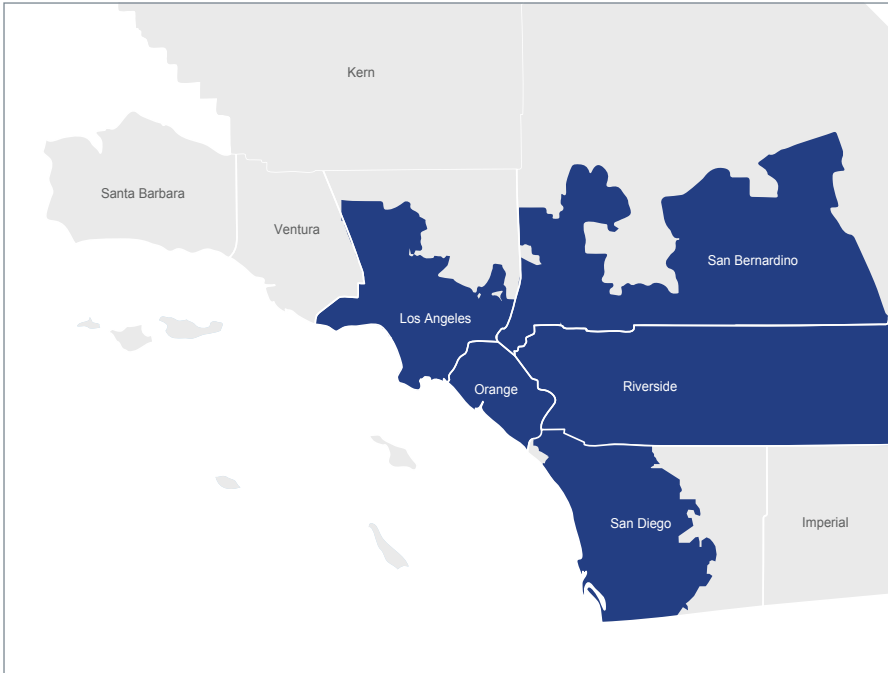 Kern
Santa Barbara
Ventura
San Bernardino
Los Angeles
Riverside
Orange
San Diego
Imperial